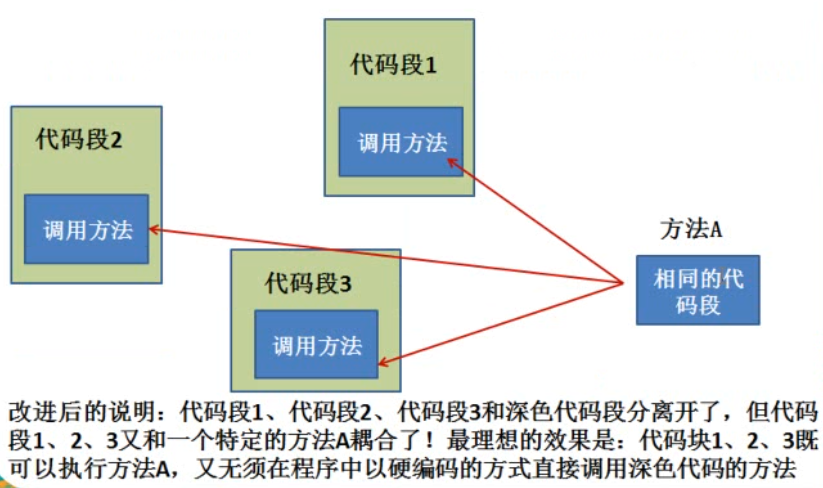 代码段1
调用方法
代码段2
调用方法
代码段3
调用方法
方法A
相同的代
码段
改进后的说明：代码段1、代码段2、代码段3和深色代码段分离开了，但代码
段1、2、3又和一个特定的方法A耦合了！最理想的效果是：代码块1、2、3既
可以执行方法A，又无须在程序中以硬编码的方式直接调用深色代码的方法